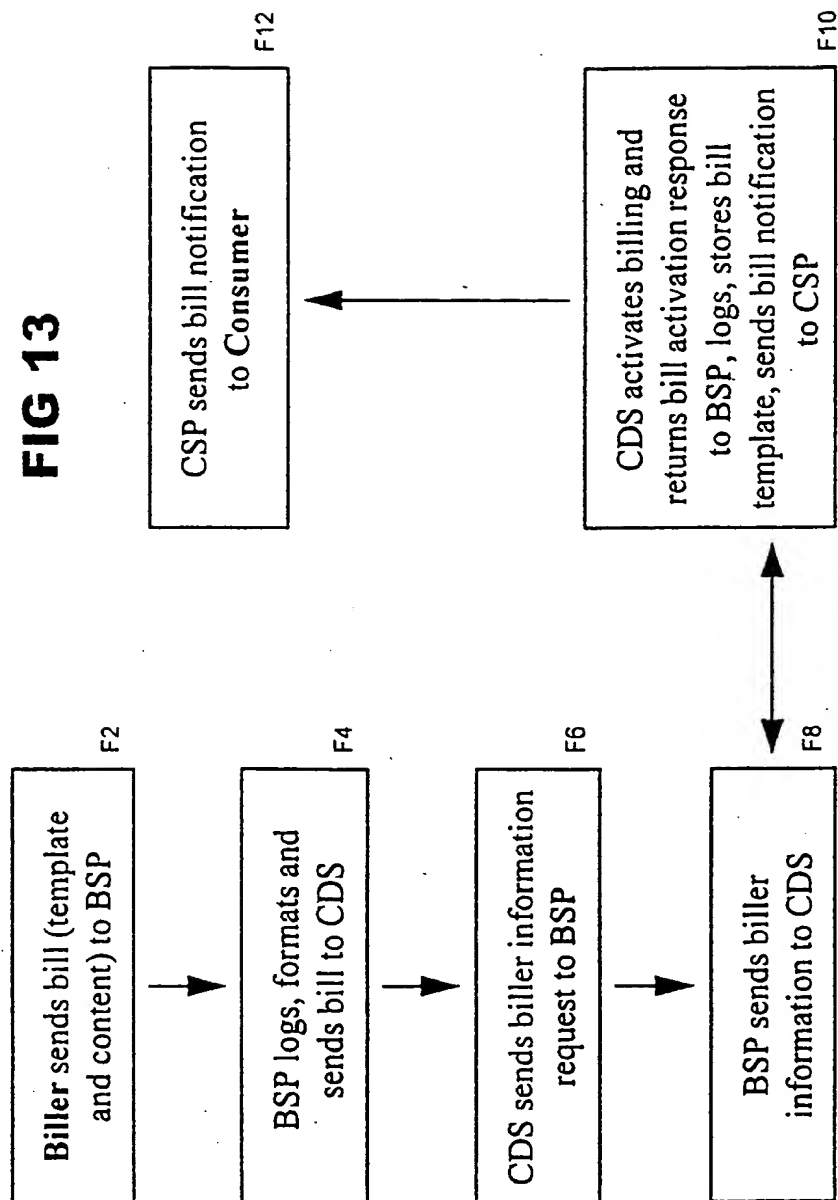 FIG 13
Biller sends bill (template
and content) to BSP
F2
BSP logs, formats and
sends bill to CDS
F4
CDS sends biller information
request to BSP
F6
BSP sends biller
information to CDS
F8
CDS activates billing and
returns bill activation response
to BSP, logs, stores bill
template, sends bill notification
to CSP
F10
CSP sends bill notification
to Consumer
F12